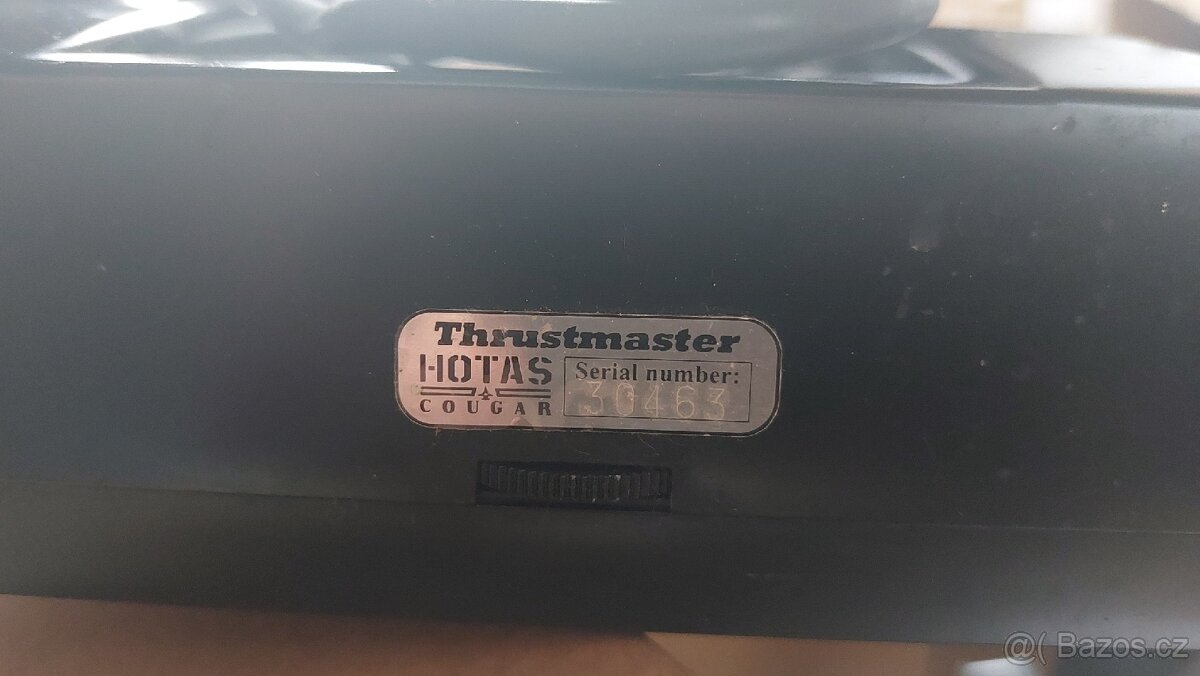 Thrustmaster
HOTAS
COUGAR
Serial number:
30463
@( Bazos.cz